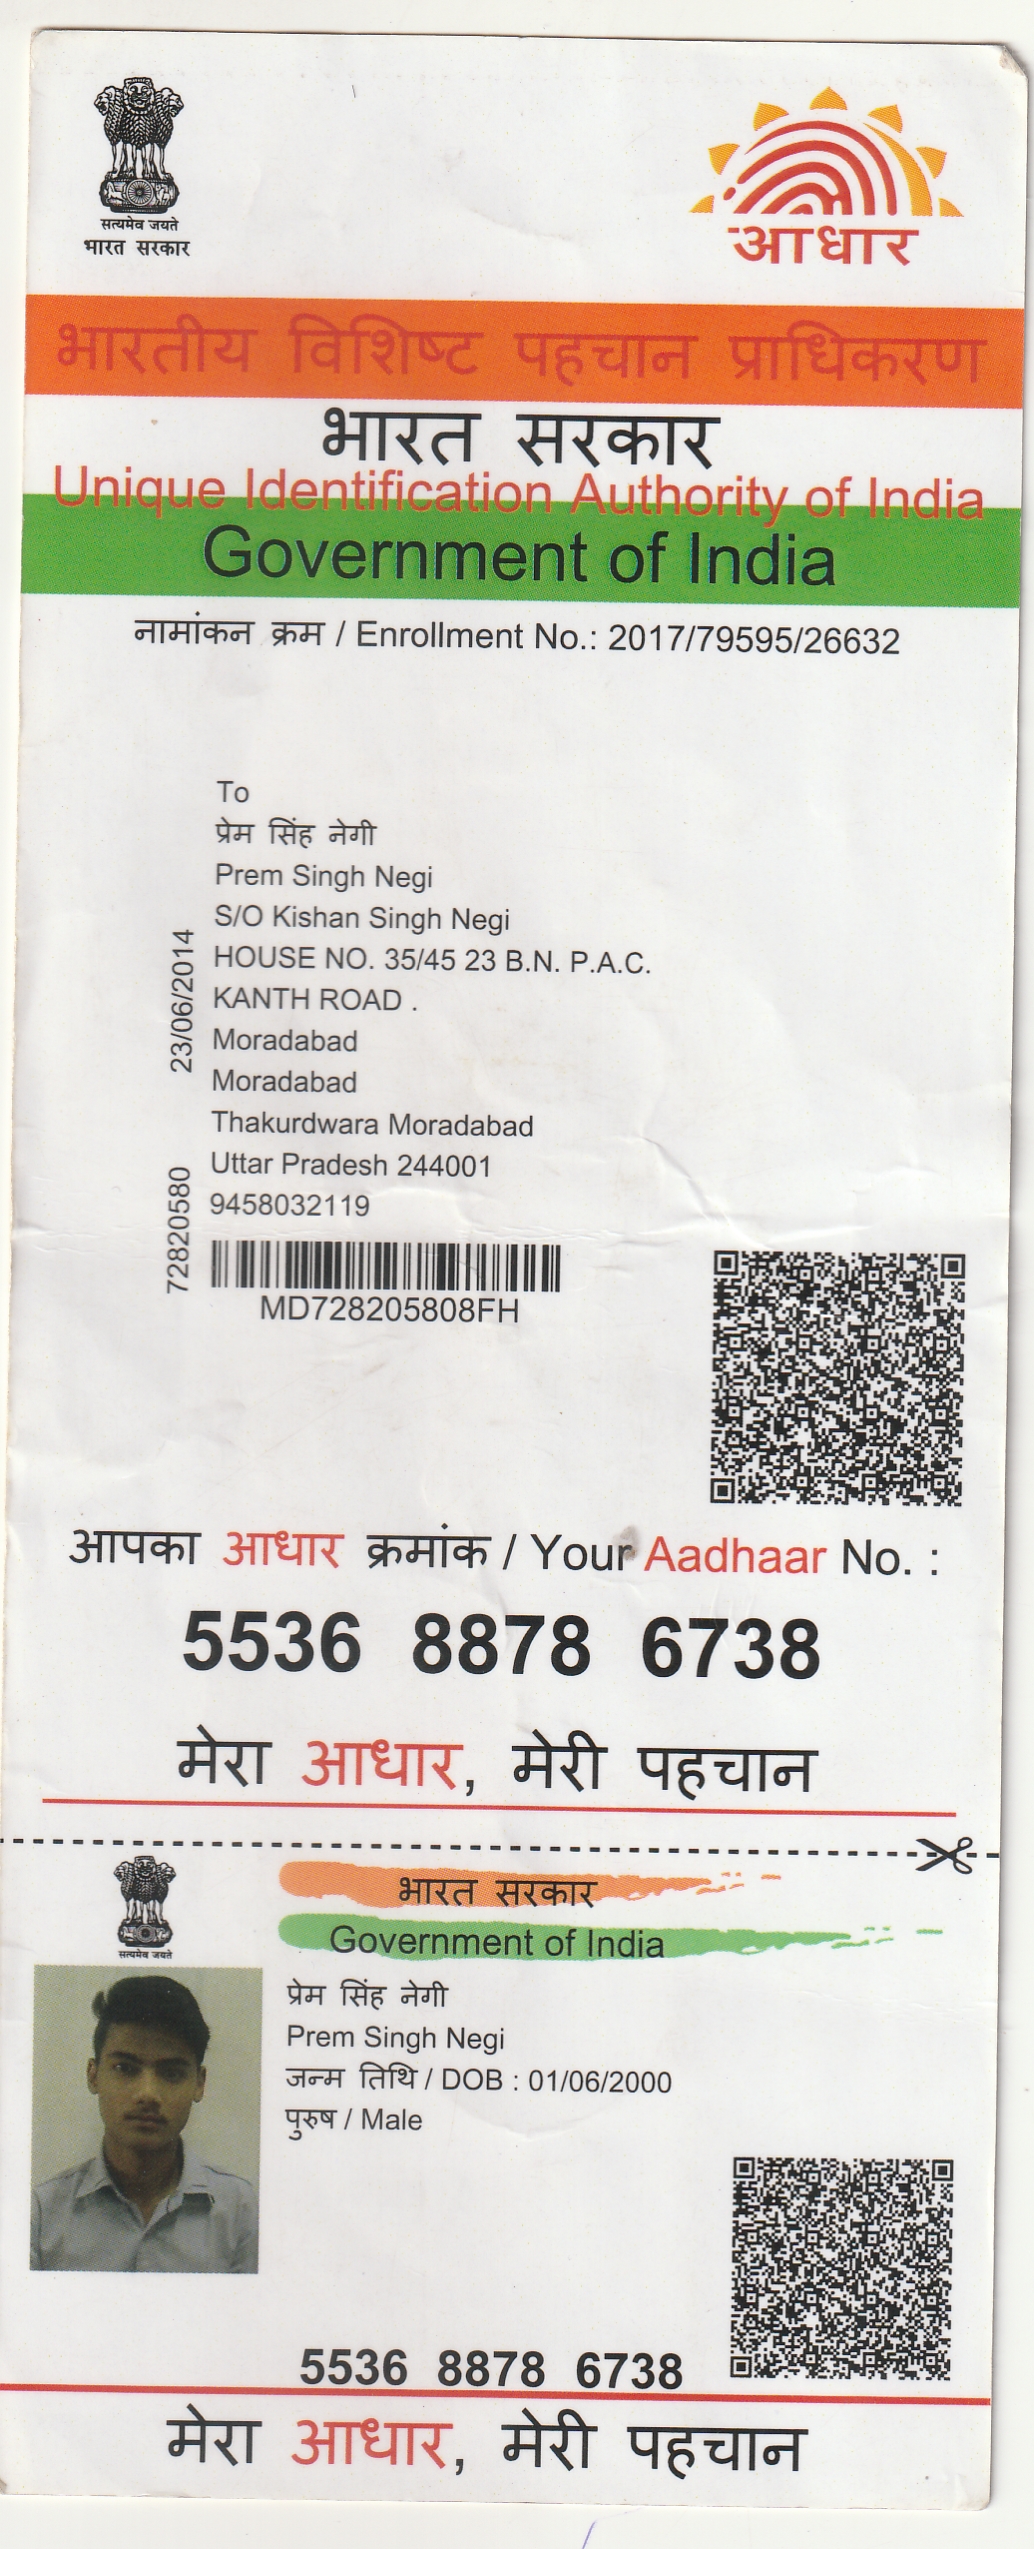 सत्यमेव जयते
भारत सरकार
आधार
भारतीय विशिष्ट पहचान प्राधिकरण
भारत सरकार
Unique Identification Authority of India
Government of India
नामांकन क्रम / Enrollment No.: 2017/79595/26632
To
प्रेम सिंह नेगी
Prem Singh Negi
S/O Kishan Singh Negi
HOUSE NO. 35/45 23 B.N. P.A.C.
KANTH ROAD .
Moradabad
Moradabad
Thakurdwara Moradabad
Uttar Pradesh 244001
9458032119
23/06/2014
72820580
MD728205808FH
आपका आधार क्रमांक / Your Aadhaar No. :
5536 8878 6738
मेरा आधार, मेरी पहचान
सत्यमेव जयते
भारत सरकार
Government of India
प्रेम सिंह नेगी
Prem Singh Negi
जन्म तिथि / DOB : 01/06/2000
पुरुष / Male
5536 8878 6738
मेरा आधार, मेरी पहचान